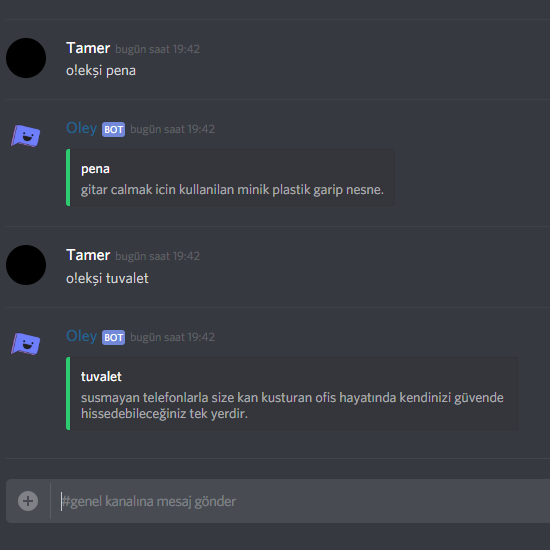 Tamer bugün saat 19:42
o!ekşi pena
Oley BOT bugün saat 19:42
pena
gitar calmak icin kullanilan minik plastik garip nesne.
Tamer bugün saat 19:42
o!ekşi tuvalet
Oley BOT bugün saat 19:42
tuvalet
susmayan telefonlarla size kan kusturan ofis hayatında kendinizi güvende
hissedebileceğiniz tek yerdir.
#genel kanalına mesaj gönder